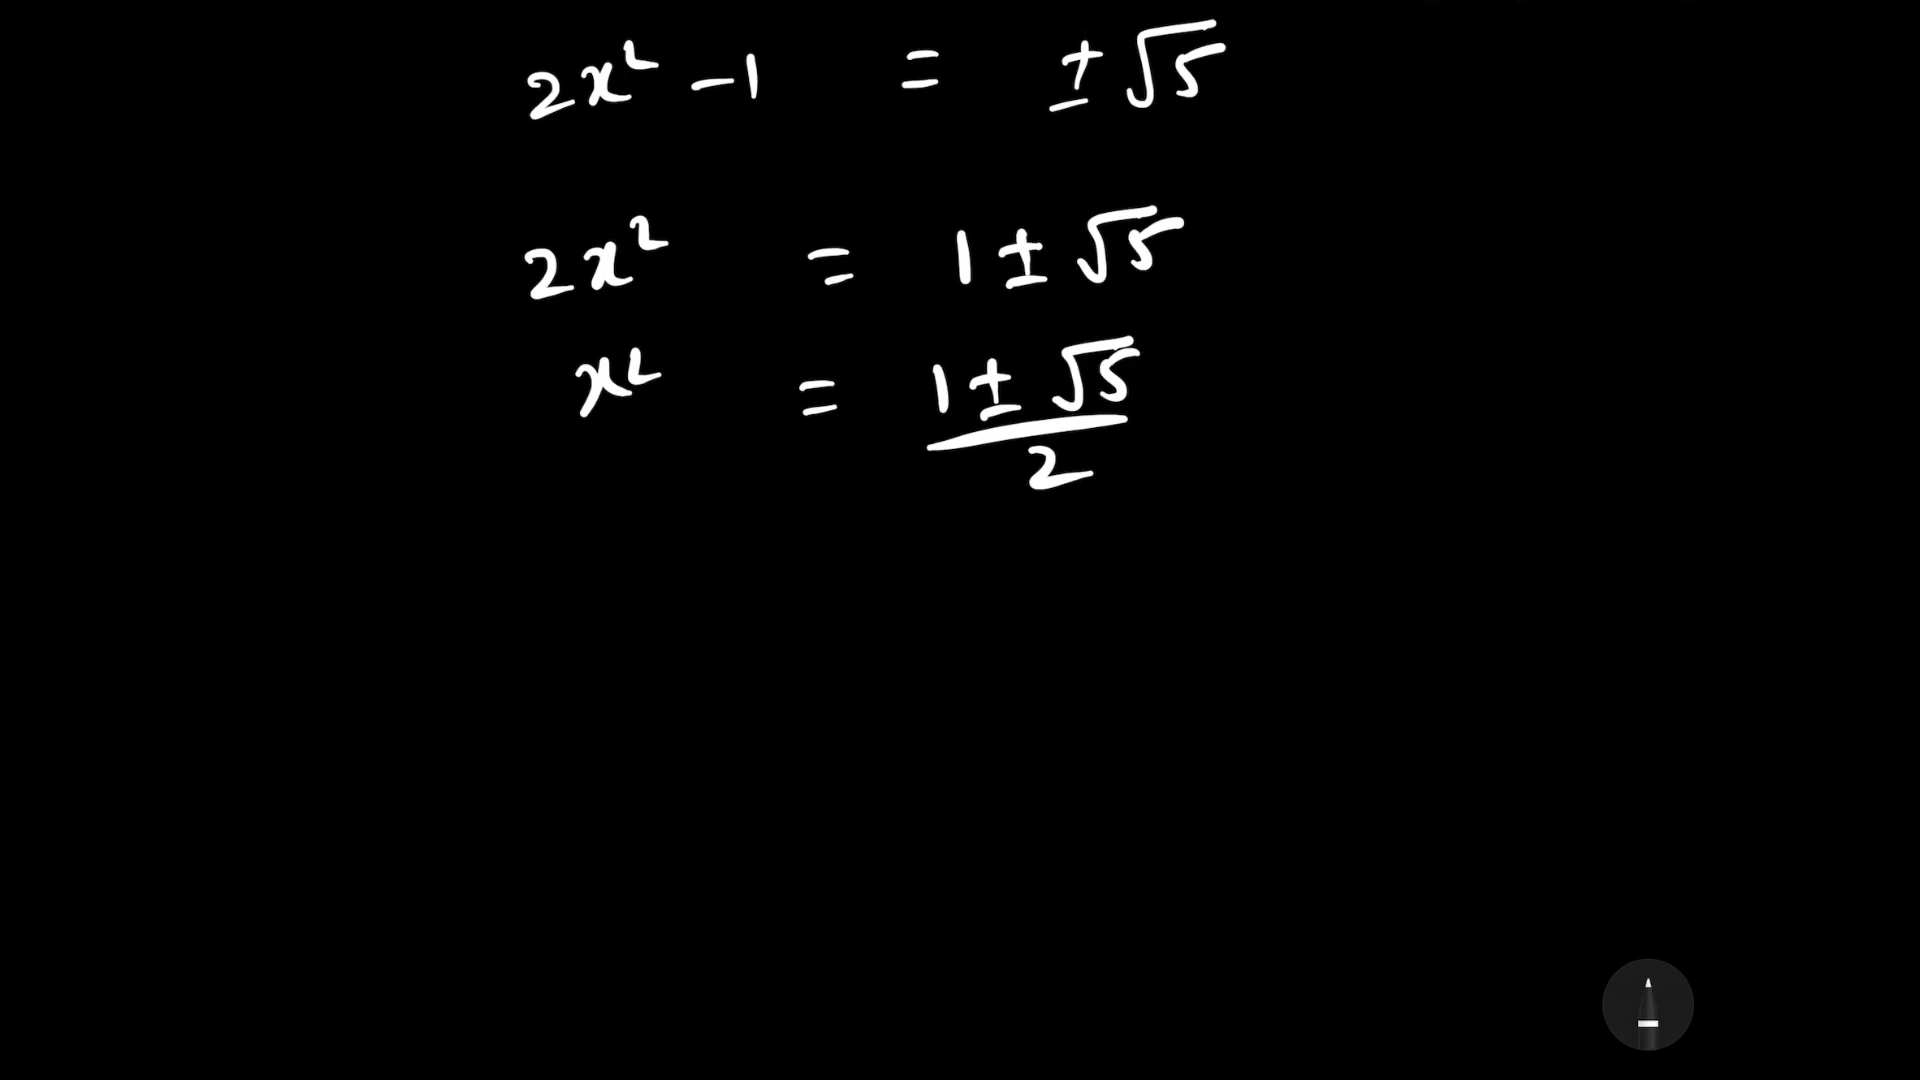 2x² - 1 = ± √5
2x² = 1 ± √5
x² = 1 ± √5
2